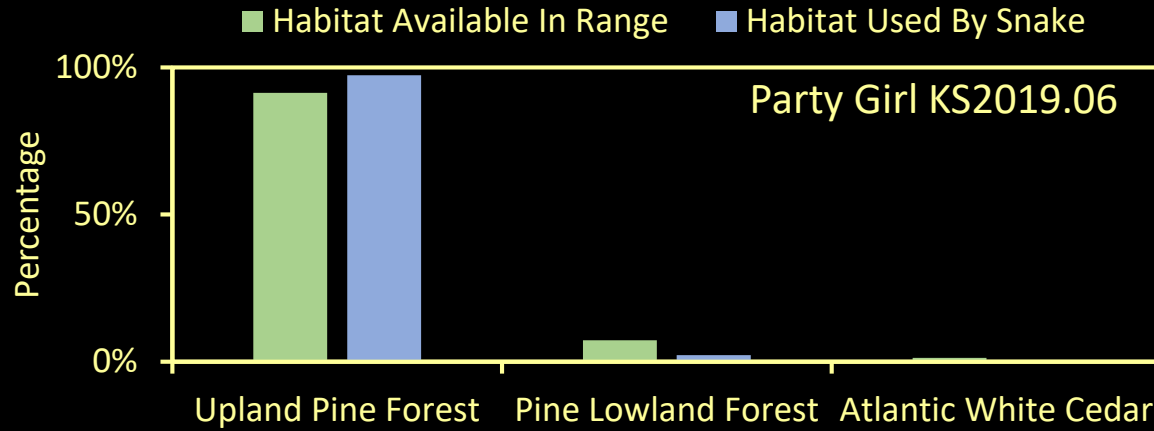 Habitat Available In Range Habitat Used By Snake
100%
Party Girl KS2019.06
Percentage
50%
0%
Upland Pine Forest Pine Lowland Forest Atlantic White Cedar